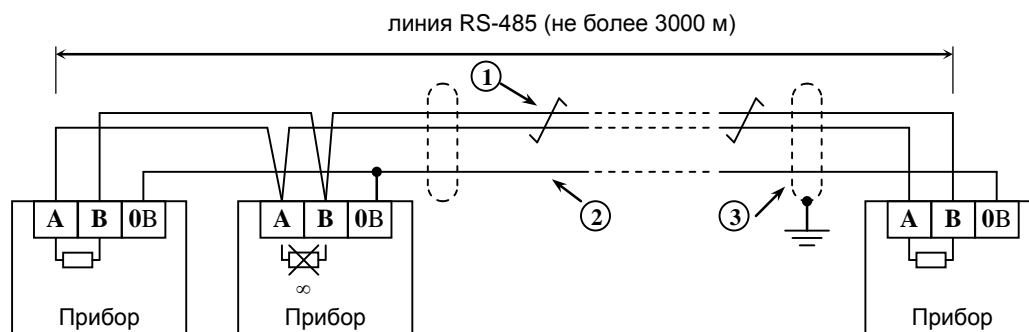 линия RS-485 (не более 3000 м)
1
A B 0В
A B 0В
2
3
A B 0В
∞
Прибор
Прибор
Прибор